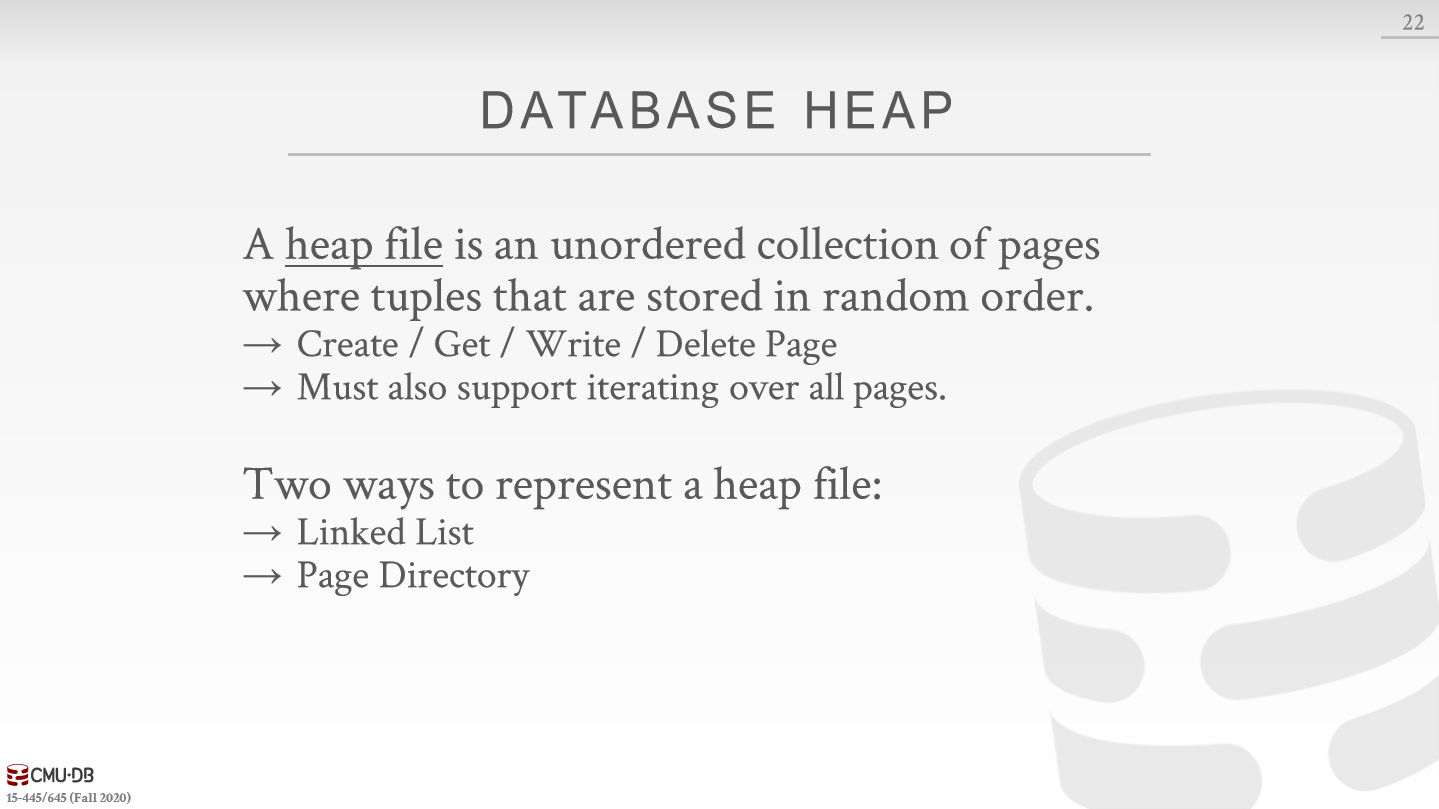 22
DATABASE HEAP
A heap file is an unordered collection of pages
where tuples that are stored in random order.
→ Create / Get / Write / Delete Page
→ Must also support iterating over all pages.
Two ways to represent a heap file:
→ Linked List
→ Page Directory
CMU·DB
15-445/645 (Fall 2020)